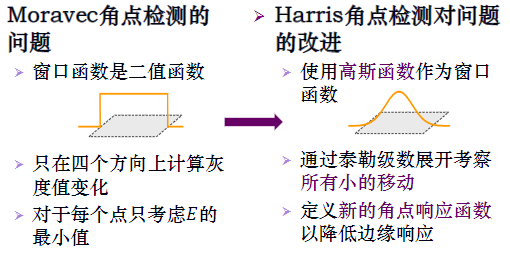 Moravec角点检测的
问题
窗口函数是二值函数
只在四个方向上计算灰
度值变化
对于每个点只考虑E的
最小值
Harris角点检测对问题
的改进
使用高斯函数作为窗口
函数
通过泰勒级数展开考察
所有小的移动
定义新的角点响应函数
以降低边缘响应